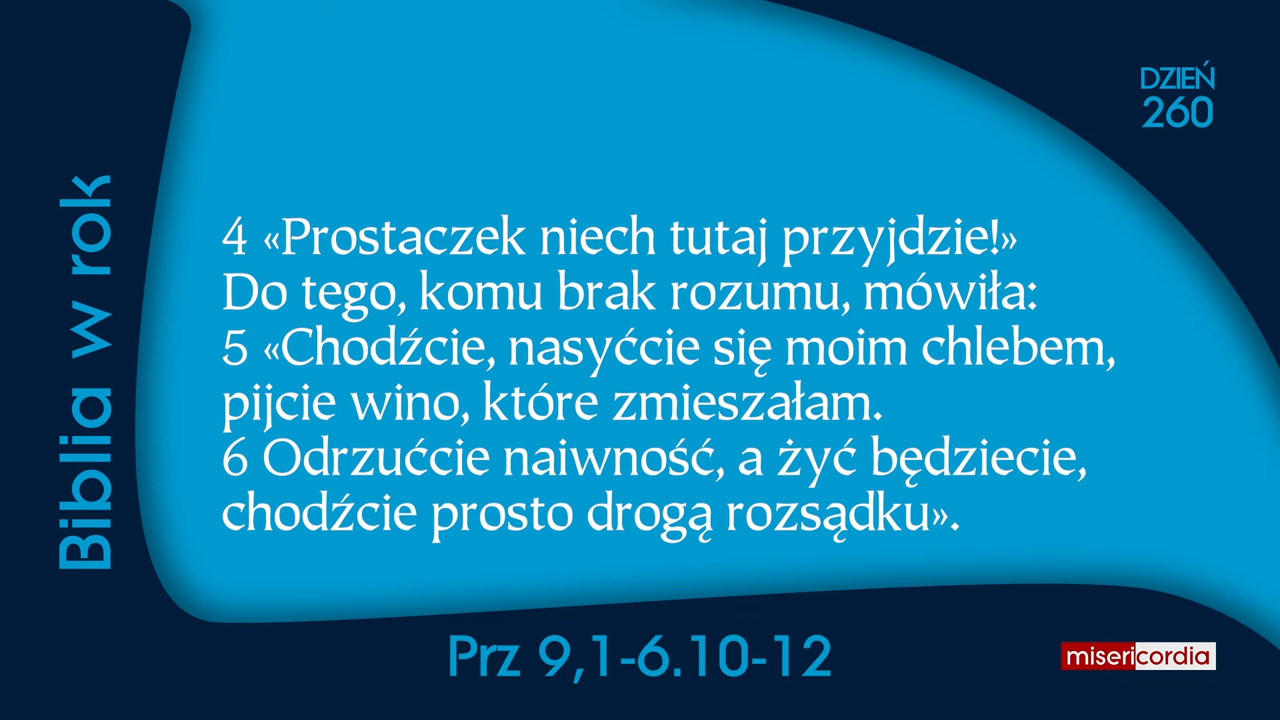 DZIEŃ
260
Biblia w rok
4 «Prostaczek niech tutaj przyjdzie!»
Do tego, komu brak rozumu, mówiła:
5 «Chodźcie, nasyćcie się moim chlebem,
pijcie wino, które zmieszałam.
6 Odrzućcie naiwność, a żyć będziecie,
chodźcie prosto drogą rozsądku».
Prz 9,1-6.10-12
misericordia